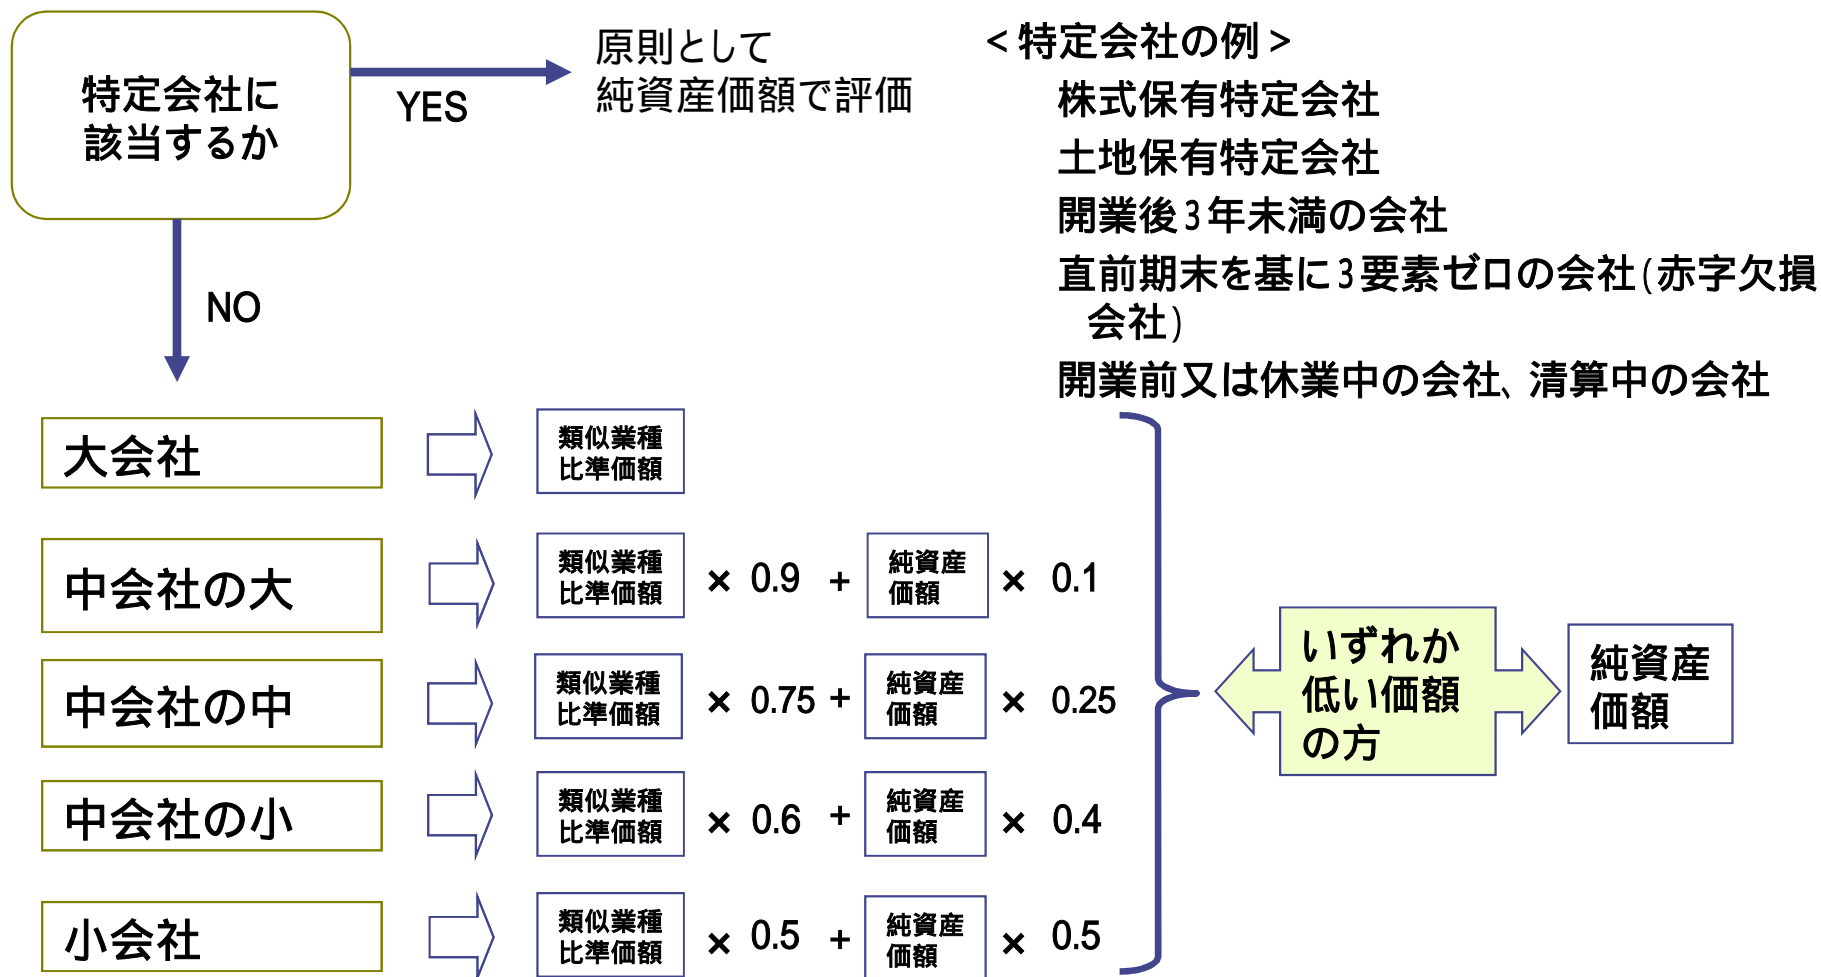 特定会社に
該当するか
YES
原則として
純資産価額で評価
NO
<特定会社の例>
株式保有特定会社
土地保有特定会社
開業後3年未満の会社
直前期末を基に3要素ゼロの会社(赤字欠損
会社)
開業前又は休業中の会社、清算中の会社
大会社
類似業種
比準価額
中会社の大
類似業種
比準価額
× 0.9 +
純資産
価額
× 0.1
中会社の中
類似業種
比準価額
× 0.75 +
純資産
価額
× 0.25
中会社の小
類似業種
比準価額
× 0.6 +
純資産
価額
× 0.4
小会社
類似業種
比準価額
× 0.5 +
純資産
価額
× 0.5
いずれか
低い価額
の方
純資産
価額